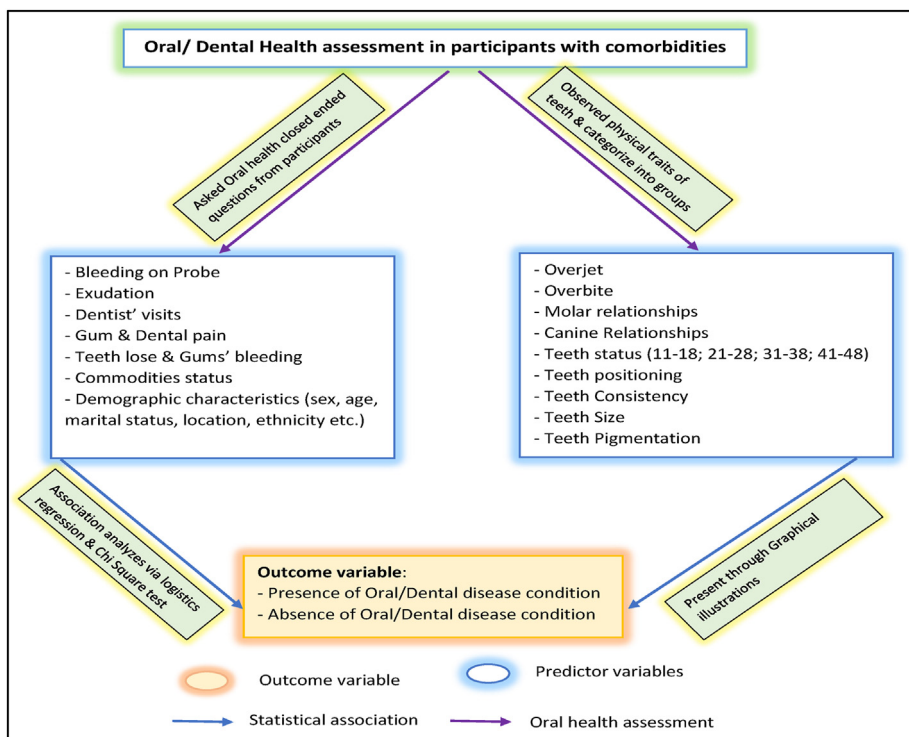 Oral/ Dental Health assessment in participants with comorbidities
Asked Oral health closed ended
questions from participants
Observed physical traits of
teeth & categorize into groups
- Bleeding on Probe
- Exudation
- Dentist’ visits
- Gum & Dental pain
- Teeth lose & Gums’ bleeding
- Commodities status
- Demographic characteristics (sex, age,
marital status, location, ethnicity etc.)
- Overjet
- Overbite
- Molar relationships
- Canine Relationships
- Teeth status (11-18; 21-28; 31-38; 41-48)
- Teeth positioning
- Teeth Consistency
- Teeth Size
- Teeth Pigmentation
Association analyzes via logistics
regression & Chi Square test
Present through Graphical
illustrations
Outcome variable:
- Presence of Oral/Dental disease condition
- Absence of Oral/Dental disease condition
Outcome variable
Predictor variables
Statistical association
Oral health assessment